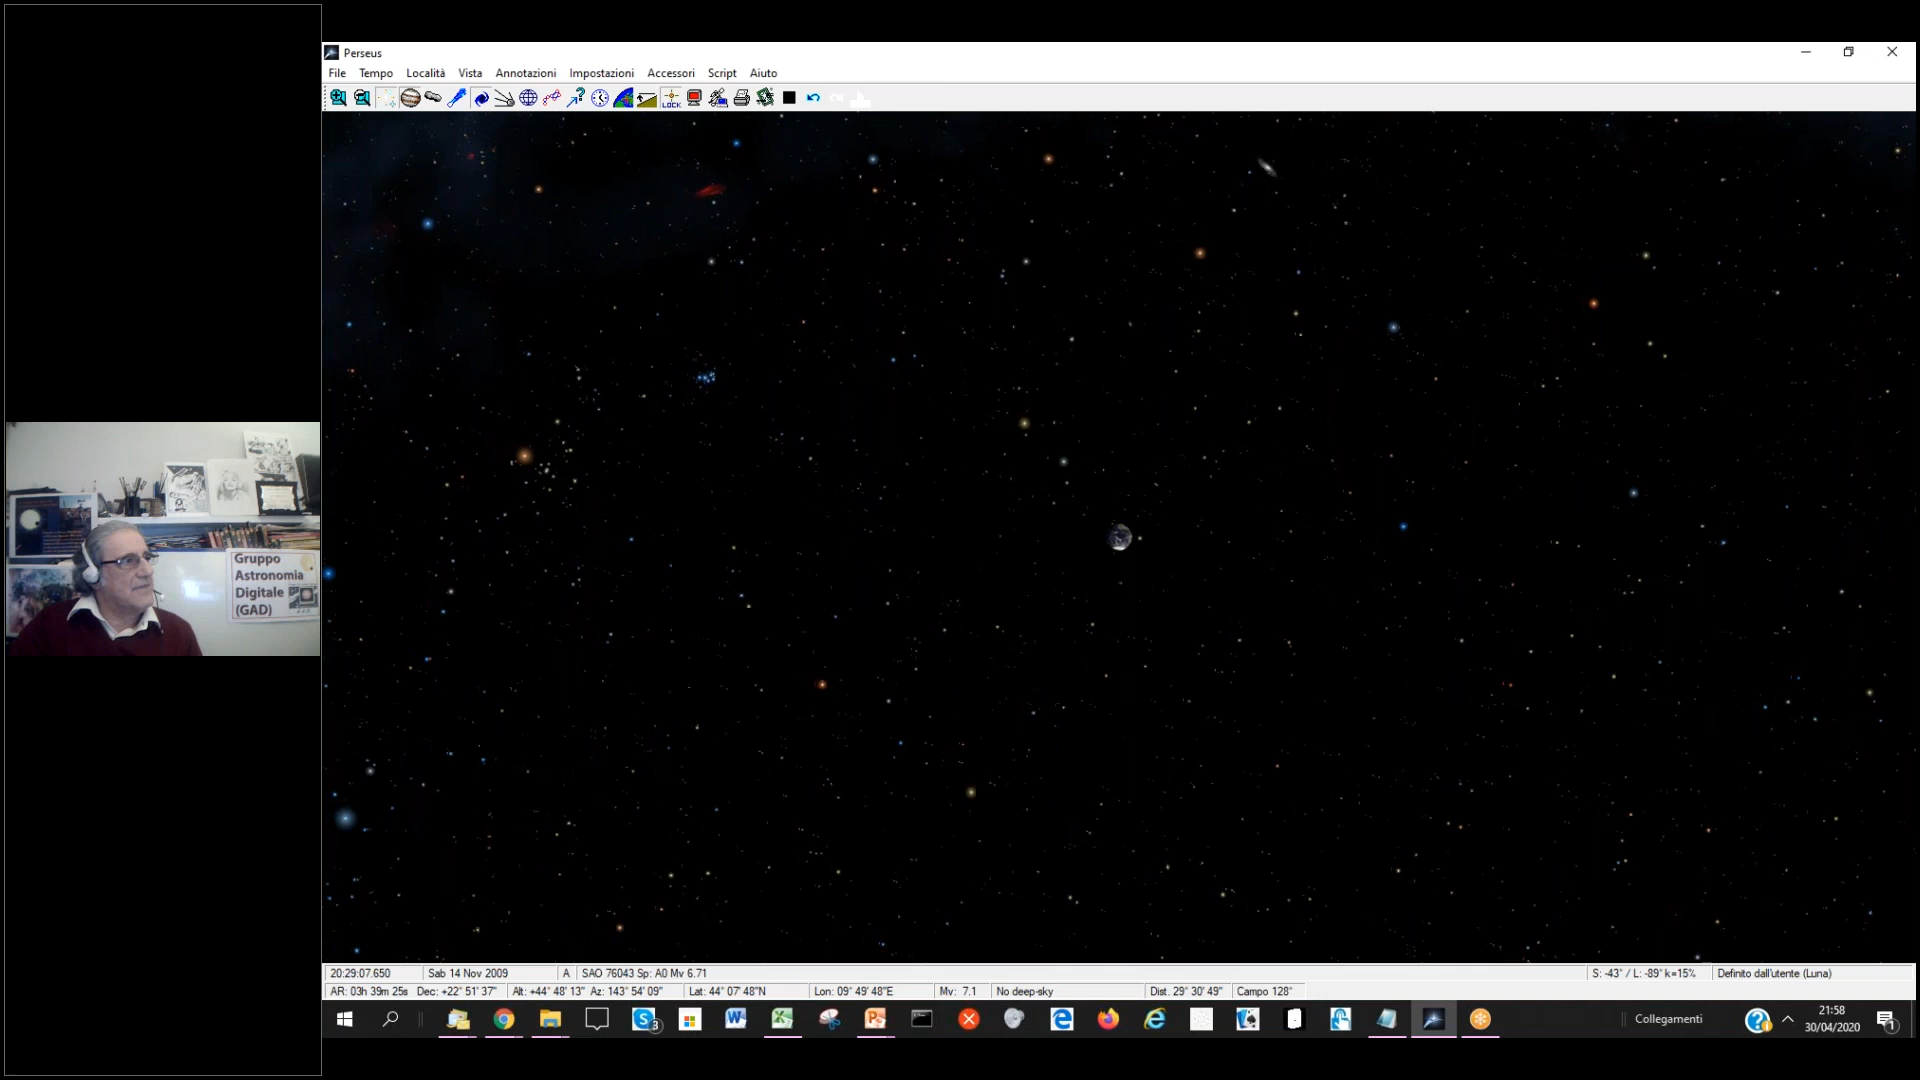 Perseus
File Tempo Località Vista Annotazioni Impostazioni Accessori Script Aiuto
LOCK
Gruppo
Astronomia
Digitale
(GAD)
20:29:07.650 Sab 14 Nov 2009 A SAO 76043 Sp: A0 Mv 6.71 S: -43° / L: -89° k=15% Definito dall'utente (Luna)
AR: 03h 39m 25s Dec: +22° 51' 37" Alt: +44° 48' 13" Az: 143° 54' 09" Lat: 44° 07' 48"N Lon: 09° 49' 48"E Mv: 7.1 No deep-sky Dist. 29° 30' 49" Campo 128°
3
Collegamenti
21:58
30/04/2020
1